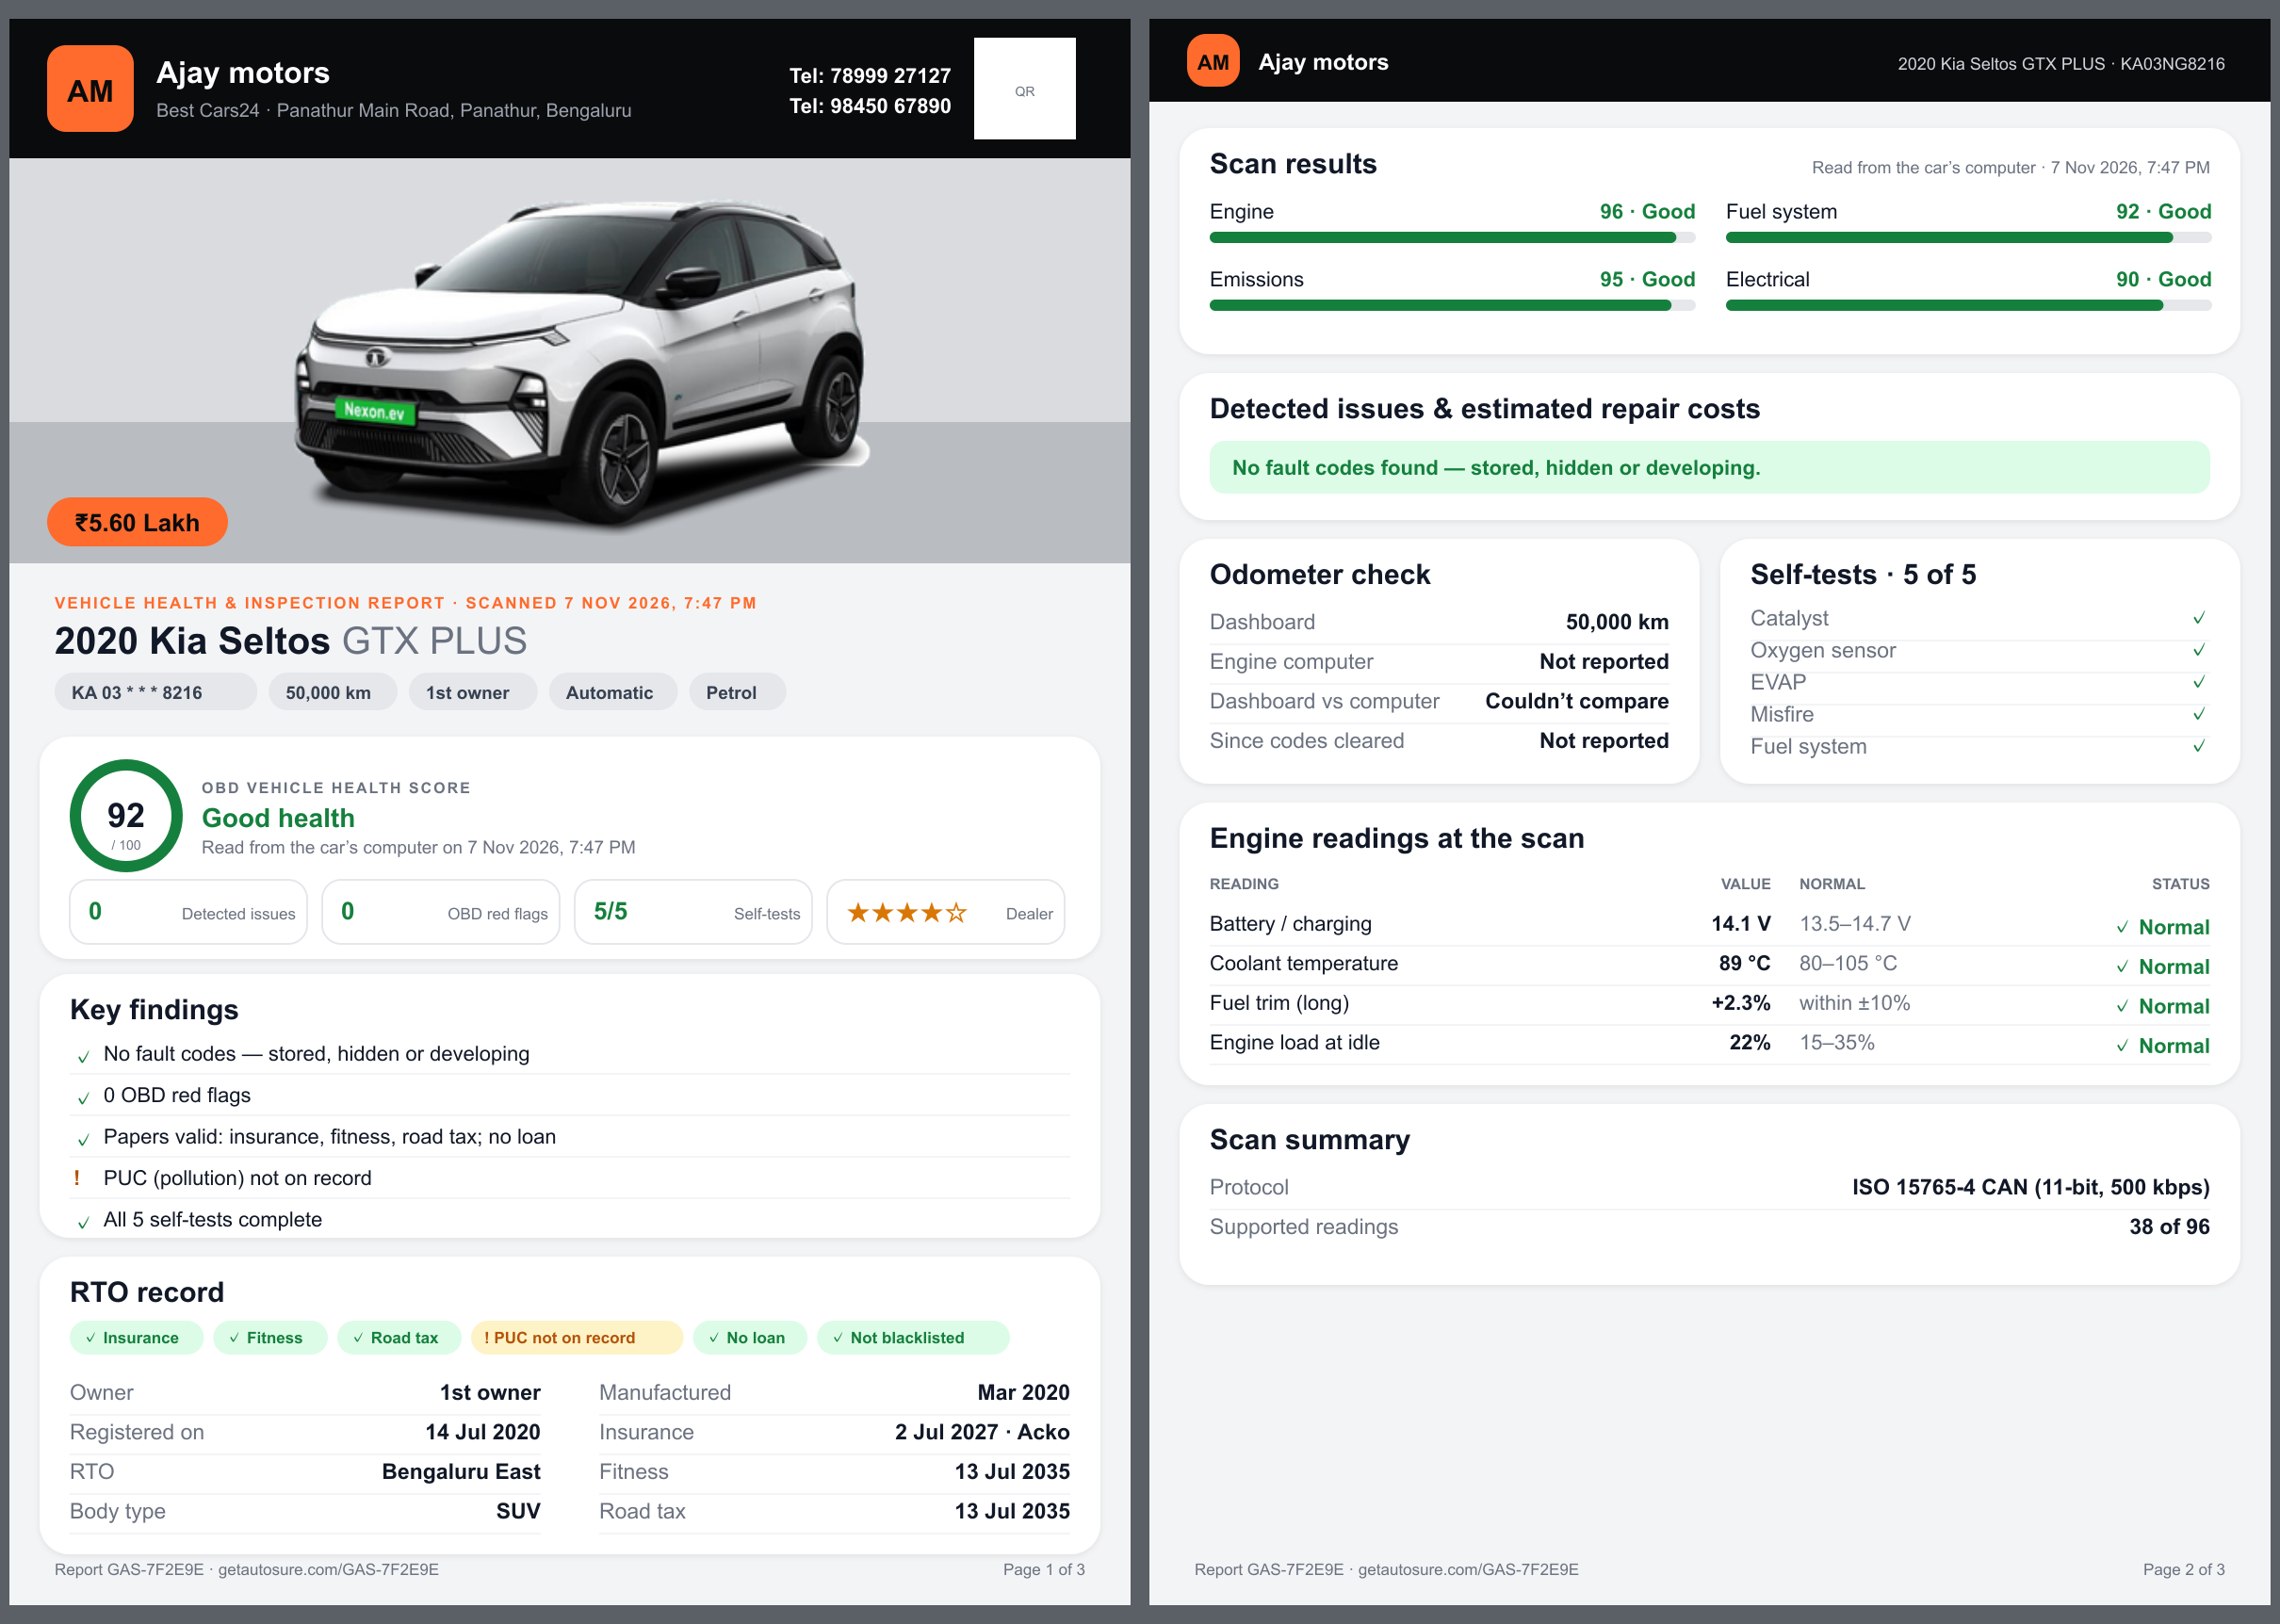 AM
Ajay motors
Best Cars24 · Panathur Main Road, Panathur, Bengaluru
Tel: 78999 27127
Tel: 98450 67890
QR
Nexon.ev
₹5.60 Lakh
VEHICLE HEALTH & INSPECTION REPORT · SCANNED 7 NOV 2026, 7:47 PM
2020 Kia Seltos GTX PLUS
KA 03 * * * 8216 50,000 km 1st owner Automatic Petrol
92
/ 100
OBD VEHICLE HEALTH SCORE
Good health
Read from the car’s computer on 7 Nov 2026, 7:47 PM
0 Detected issues 0 OBD red flags 5/5 Self-tests ★★★★☆ Dealer
Key findings
✓ No fault codes — stored, hidden or developing
✓ 0 OBD red flags
✓ Papers valid: insurance, fitness, road tax; no loan
! PUC (pollution) not on record
✓ All 5 self-tests complete
RTO record
✓ Insurance ✓ Fitness ✓ Road tax ! PUC not on record ✓ No loan ✓ Not blacklisted
Owner 1st owner Manufactured Mar 2020
Registered on 14 Jul 2020 Insurance 2 Jul 2027 · Acko
RTO Bengaluru East Fitness 13 Jul 2035
Body type SUV Road tax 13 Jul 2035
Report GAS-7F2E9E · getautosure.com/GAS-7F2E9E Page 1 of 3
AM Ajay motors 2020 Kia Seltos GTX PLUS · KA03NG8216
Scan results Read from the car’s computer · 7 Nov 2026, 7:47 PM
Engine 96 · Good Fuel system 92 · Good
Emissions 95 · Good Electrical 90 · Good
Detected issues & estimated repair costs
No fault codes found — stored, hidden or developing.
Odometer check
Dashboard 50,000 km
Engine computer Not reported
Dashboard vs computer Couldn’t compare
Since codes cleared Not reported
Self-tests · 5 of 5
Catalyst ✓
Oxygen sensor ✓
EVAP ✓
Misfire ✓
Fuel system ✓
Engine readings at the scan
READING VALUE NORMAL STATUS
Battery / charging 14.1 V 13.5–14.7 V ✓ Normal
Coolant temperature 89 °C 80–105 °C ✓ Normal
Fuel trim (long) +2.3% within ±10% ✓ Normal
Engine load at idle 22% 15–35% ✓ Normal
Scan summary
Protocol ISO 15765-4 CAN (11-bit, 500 kbps)
Supported readings 38 of 96
Report GAS-7F2E9E · getautosure.com/GAS-7F2E9E Page 2 of 3